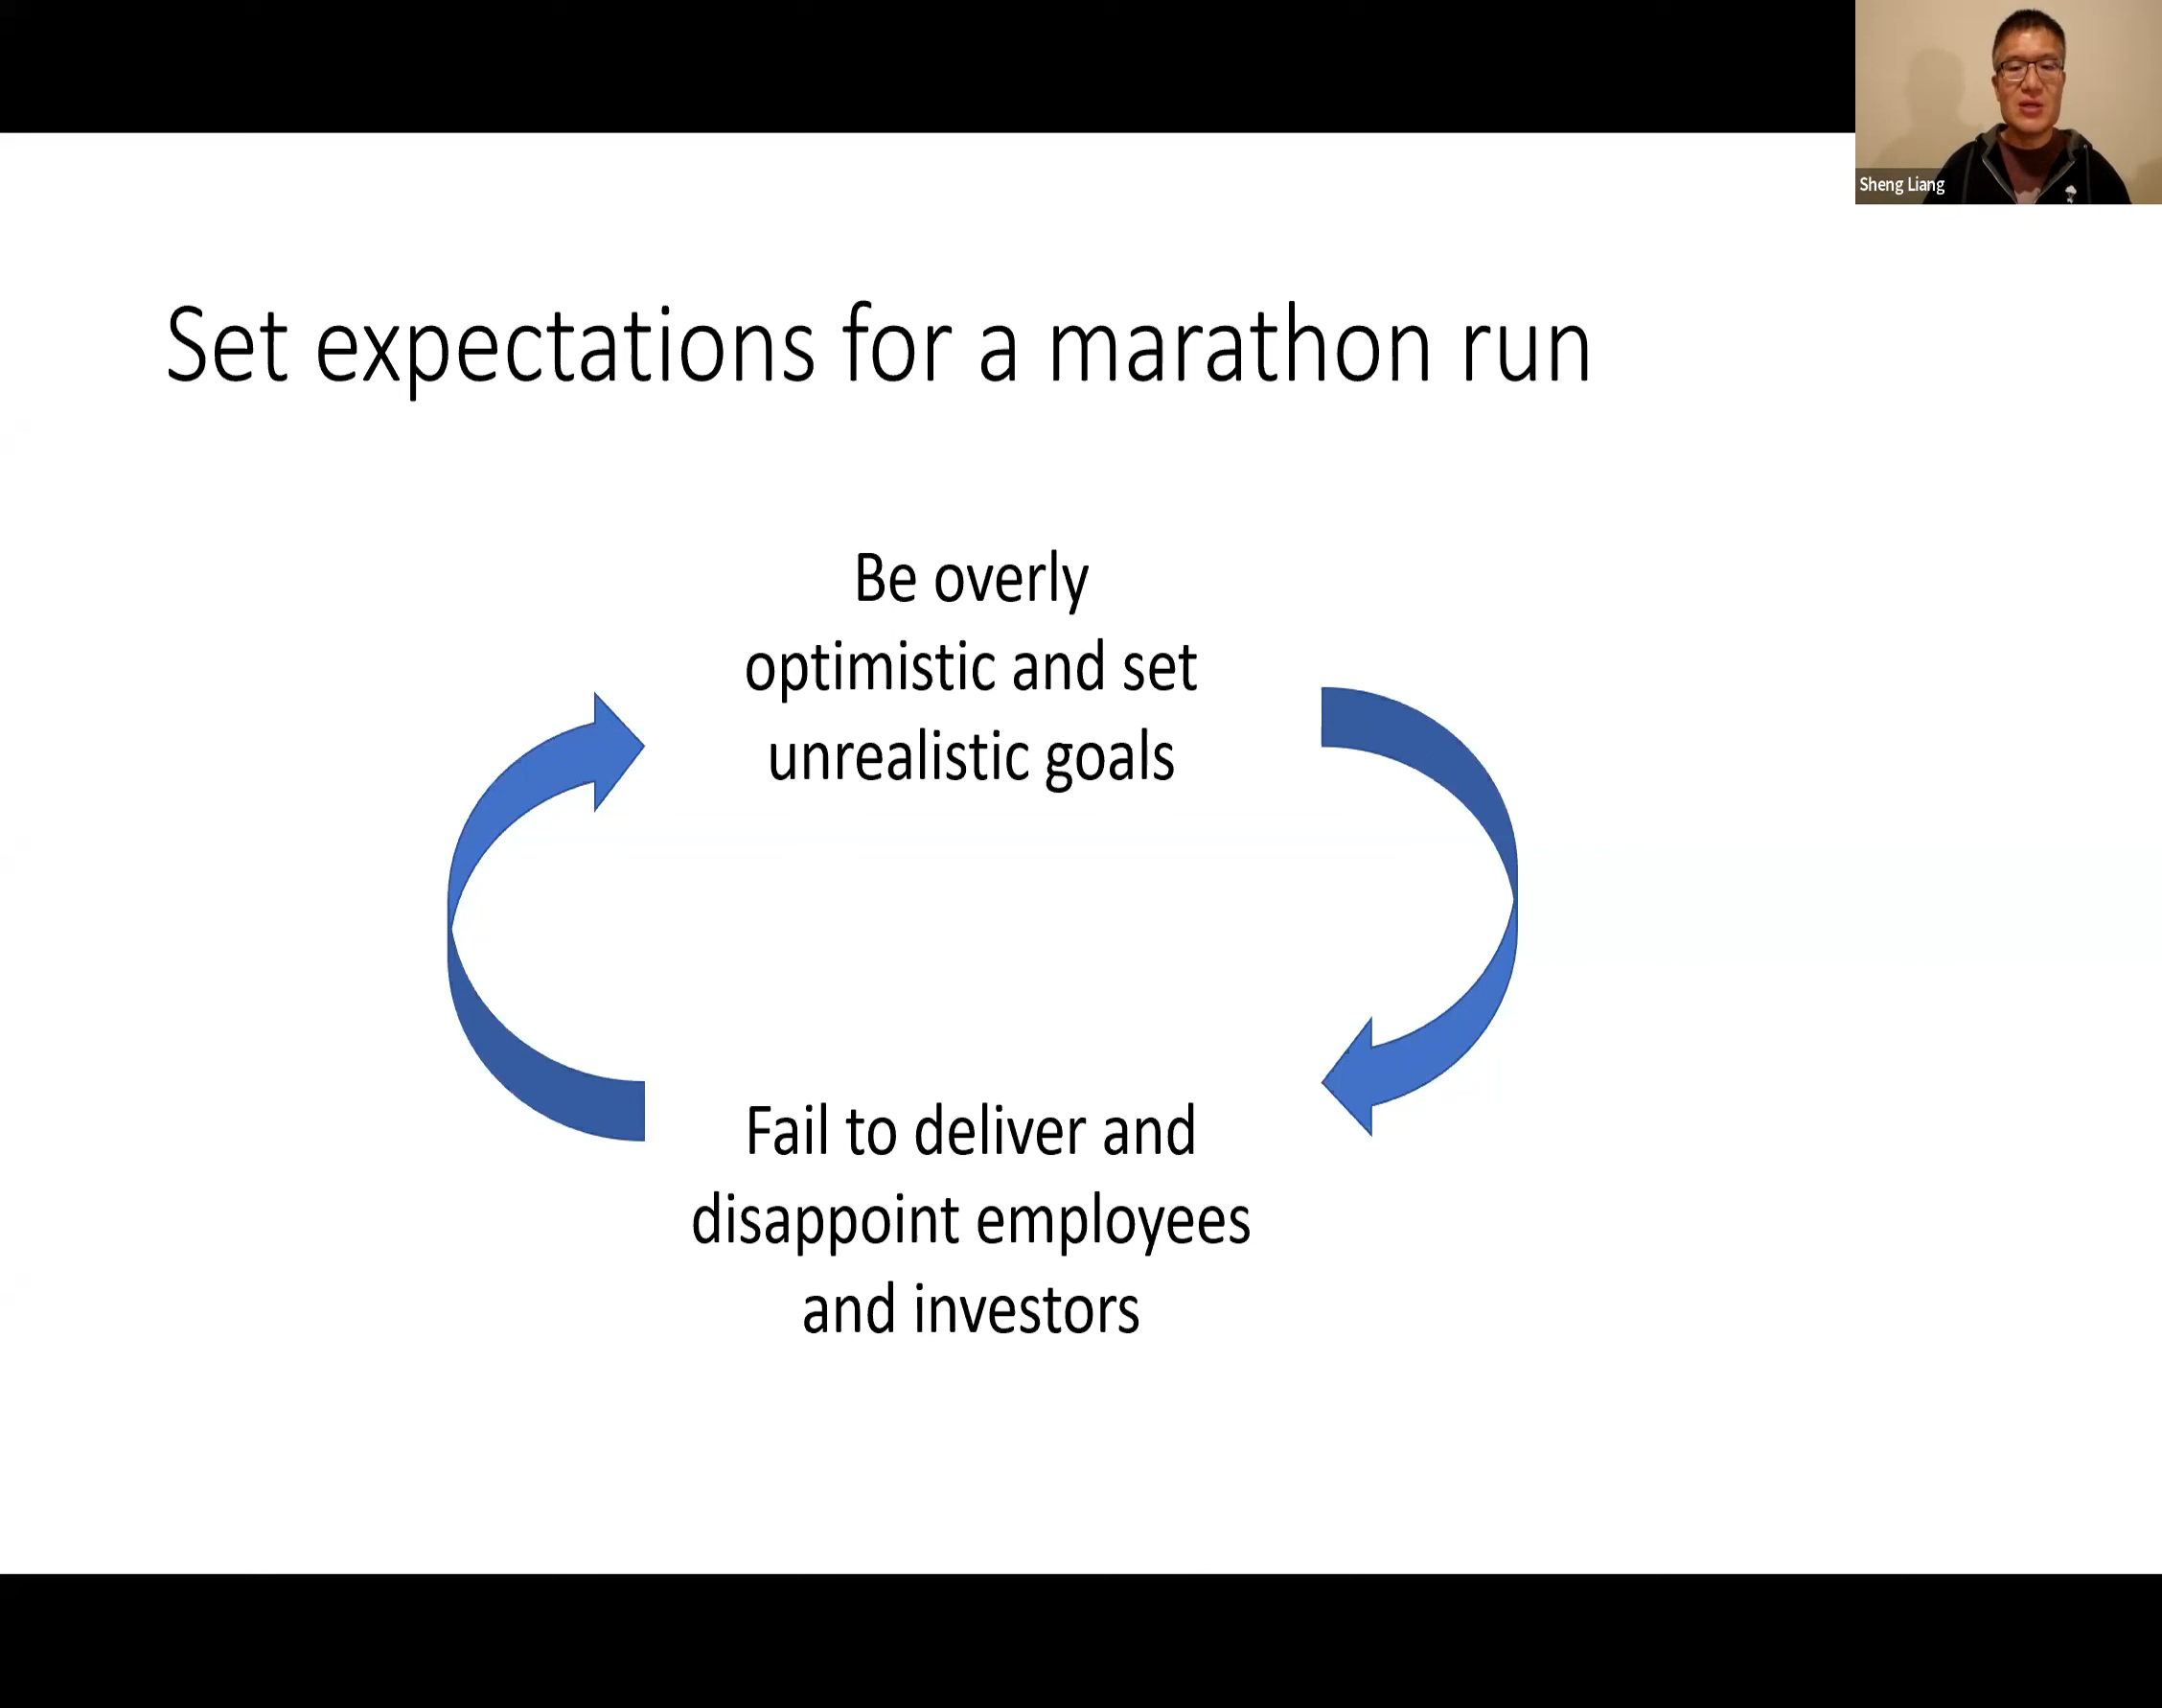 Sheng Liang
Set expectations for a marathon run
Be overly
optimistic and set
unrealistic goals
Fail to deliver and
disappoint employees
and investors